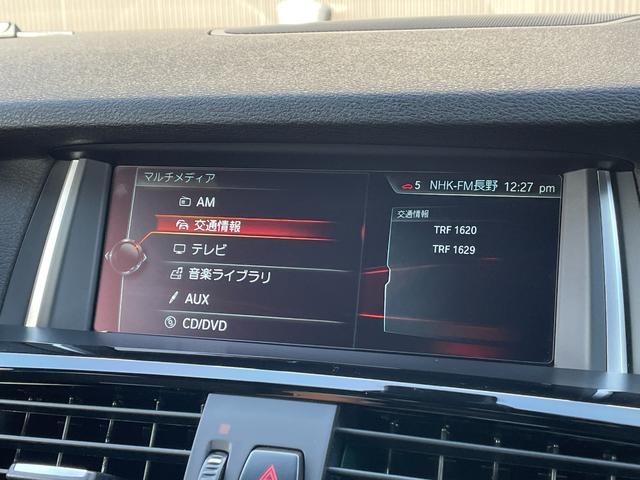 マルチメディア
5 NHK-FM長野 12:27 pm
AM
交通情報
テレビ
音楽ライブラリ
AUX
CD/DVD
交通情報
TRF 1620
TRF 1629